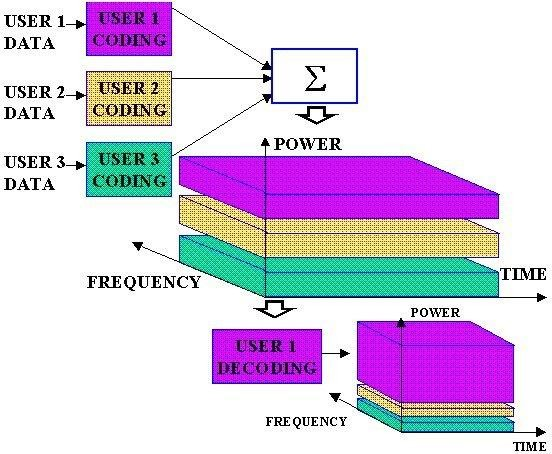 USER 1
DATA
USER 1
CODING
USER 2
DATA
USER 2
CODING
USER 3
DATA
USER 3
CODING
Σ
POWER
FREQUENCY
TIME
USER 1
DECODING
POWER
FREQUENCY
TIME